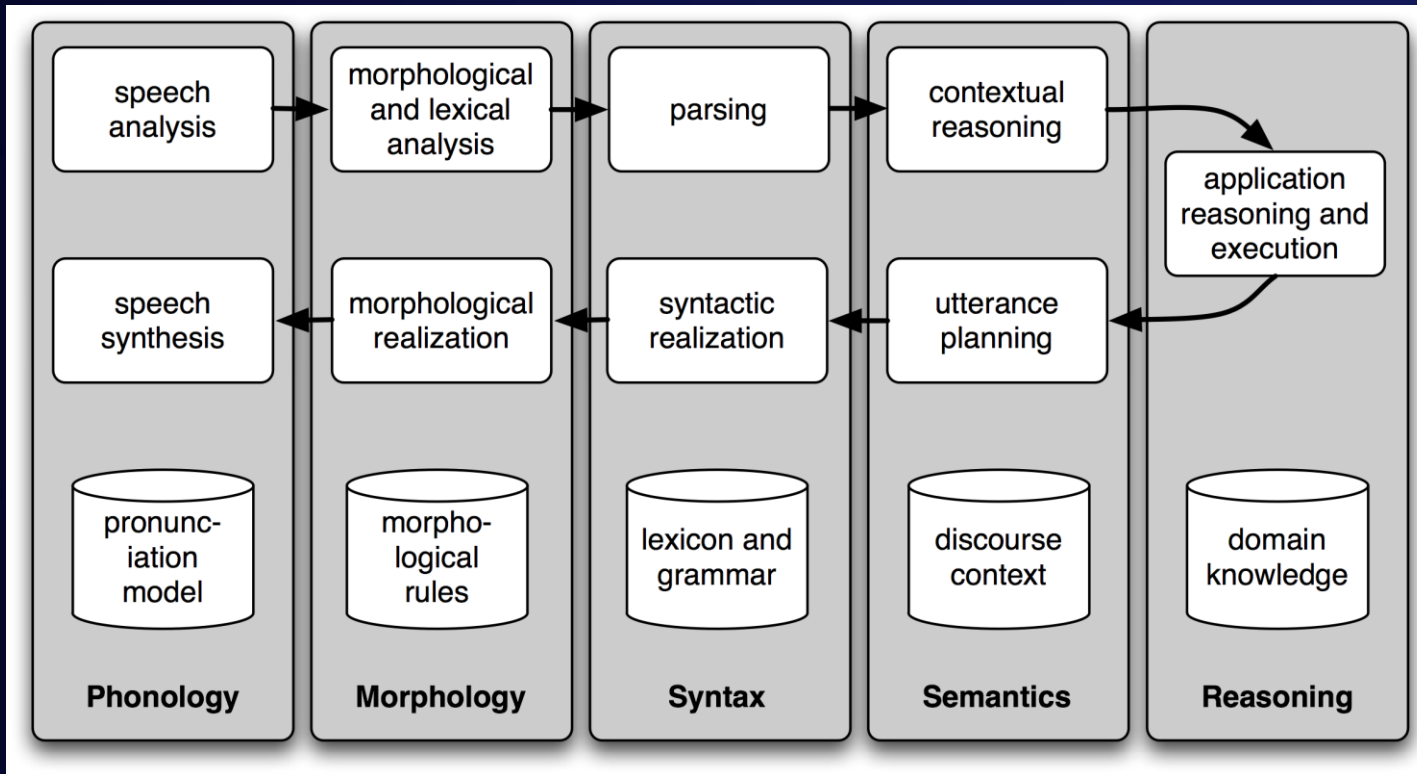 speech
analysis
morphological
and lexical
analysis
parsing
contextual
reasoning
application
reasoning and
execution
speech
synthesis
morphological
realization
syntactic
realization
utterance
planning
pronunc-
iation
model
morpho-
logical
rules
lexicon and
grammar
discourse
context
domain
knowledge
Phonology
Morphology
Syntax
Semantics
Reasoning